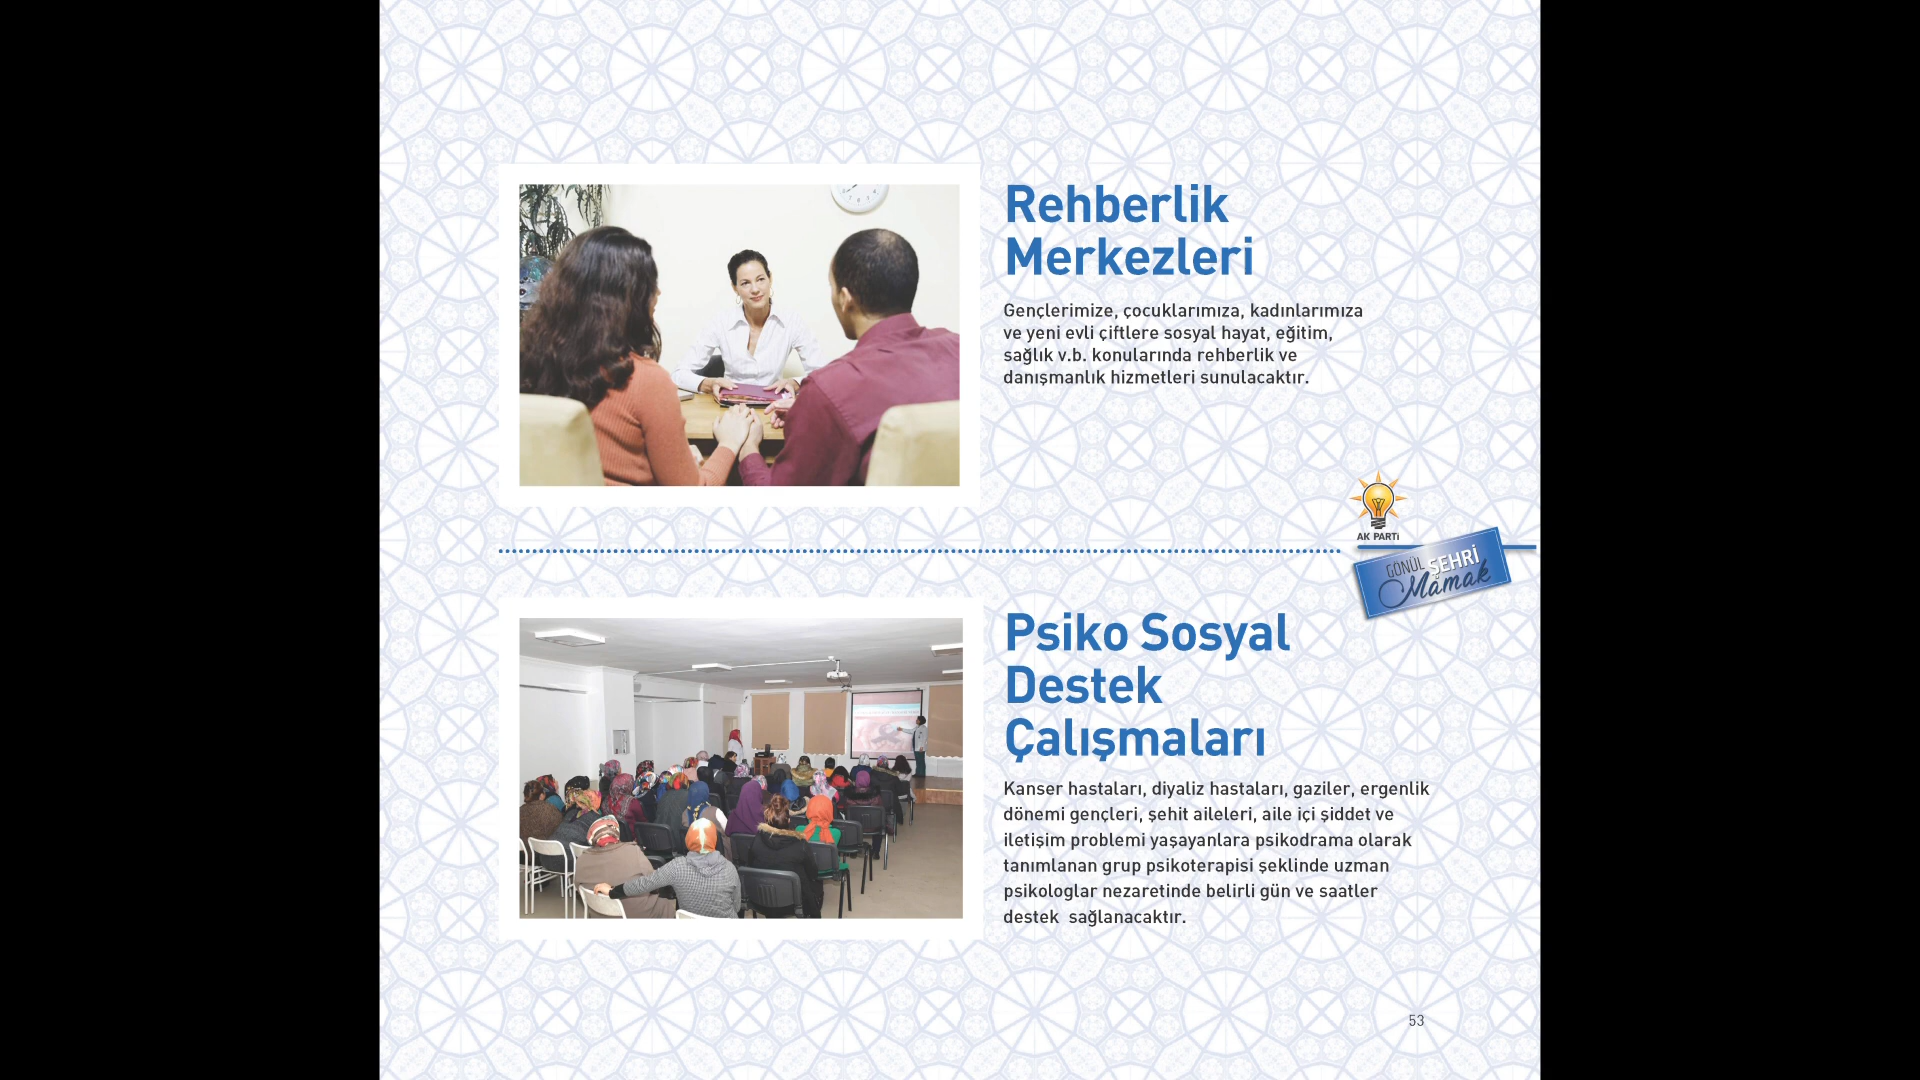 Rehberlik
Merkezleri
Gençlerimize, çocuklarımıza, kadınlarımıza
ve yeni evli çiftlere sosyal hayat, eğitim,
sağlık v.b. konularında rehberlik ve
danışmanlık hizmetleri sunulacaktır.
AK PARTi
GÖNÜL ŞEHRİ
Mamak
Psiko Sosyal
Destek
Çalışmaları
Kanser hastaları, diyaliz hastaları, gaziler, ergenlik
dönemi gençleri, şehit aileleri, aile içi şiddet ve
iletişim problemi yaşayanlara psikodrama olarak
tanımlanan grup psikoterapisi şeklinde uzman
psikologlar nezaretinde belirli gün ve saatler
destek  sağlanacaktır.
53